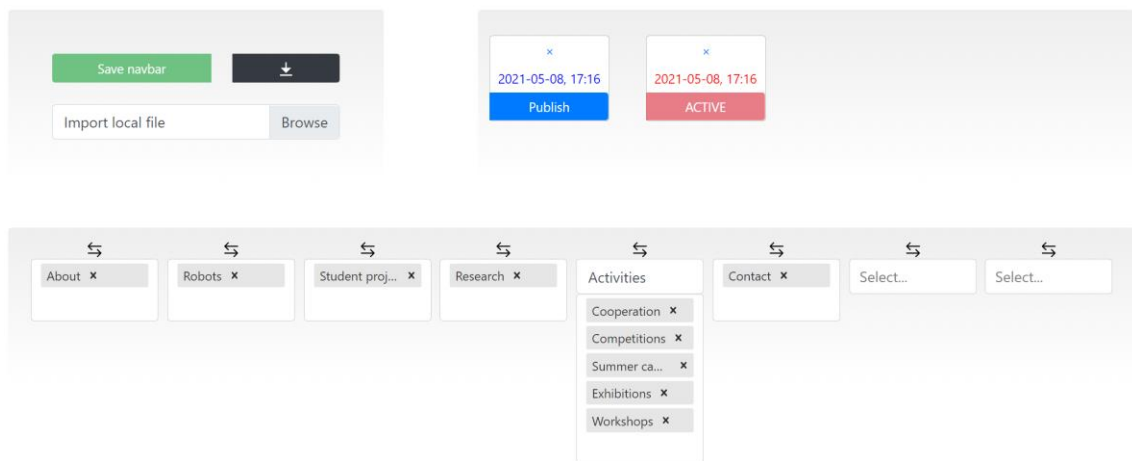 Save navbar
Import local file Browse
×
2021-05-08, 17:16
Publish
×
2021-05-08, 17:16
ACTIVE
About × Robots × Student proj... × Research × Activities Contact × Select... Select...
Cooperation ×
Competitions ×
Summer ca... ×
Exhibitions ×
Workshops ×